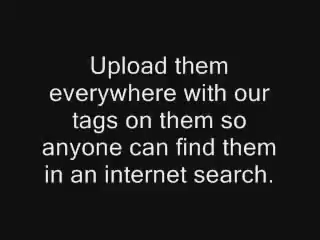 Upload them
everywhere with our
tags on them so
anyone can find them
in an internet search.